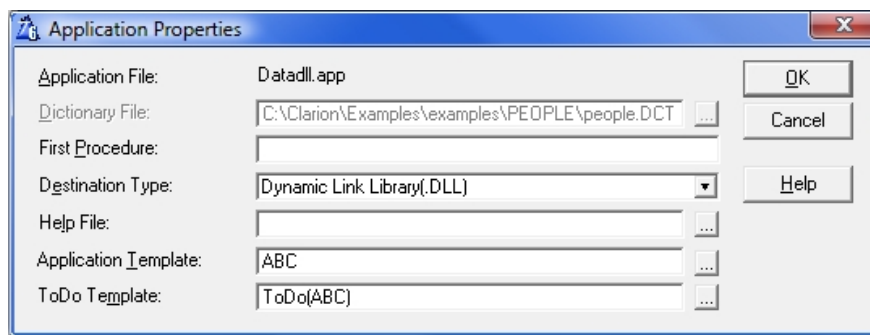 Application Properties
Application File: Datadll.app
OK
Dictionary File: C:\Clarion\Examples\examples\PEOPLE\people.DCT ...
Cancel
First Procedure:
Destination Type: Dynamic Link Library(.DLL)
Help
Help File: ...
Application Template: ABC ...
ToDo Template: ToDo(ABC) ...